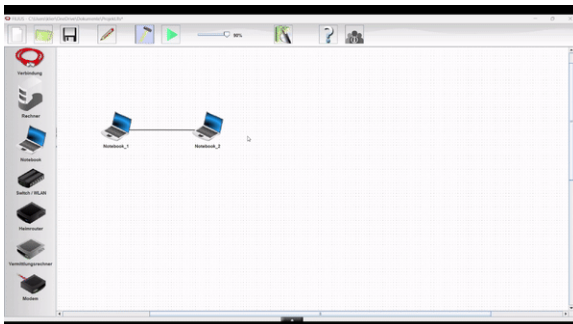 90%
Verbindung
Rechner
Notebook
Switch / WLAN
Heimrouter
Vermittlungsrechner
Modem
Notebook_1
Notebook_2